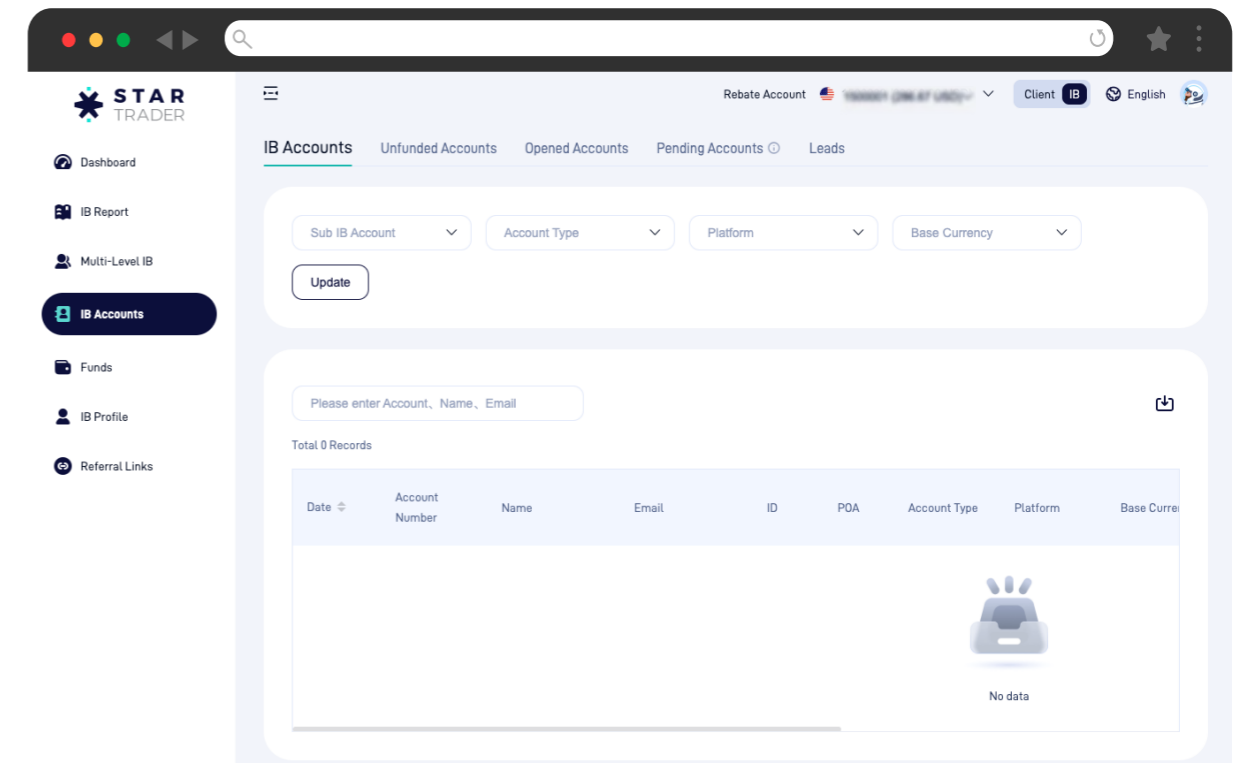 STAR
TRADER
Rebate Account
Client IB
English
Dashboard
IB Report
Multi-Level IB
IB Accounts
Funds
IB Profile
Referral Links
IB Accounts Unfunded Accounts Opened Accounts Pending Accounts Leads
Sub IB Account Account Type Platform Base Currency
Update
Please enter Account、Name、Email
Total 0 Records
Date Account Number Name Email ID POA Account Type Platform Base Curre
No data